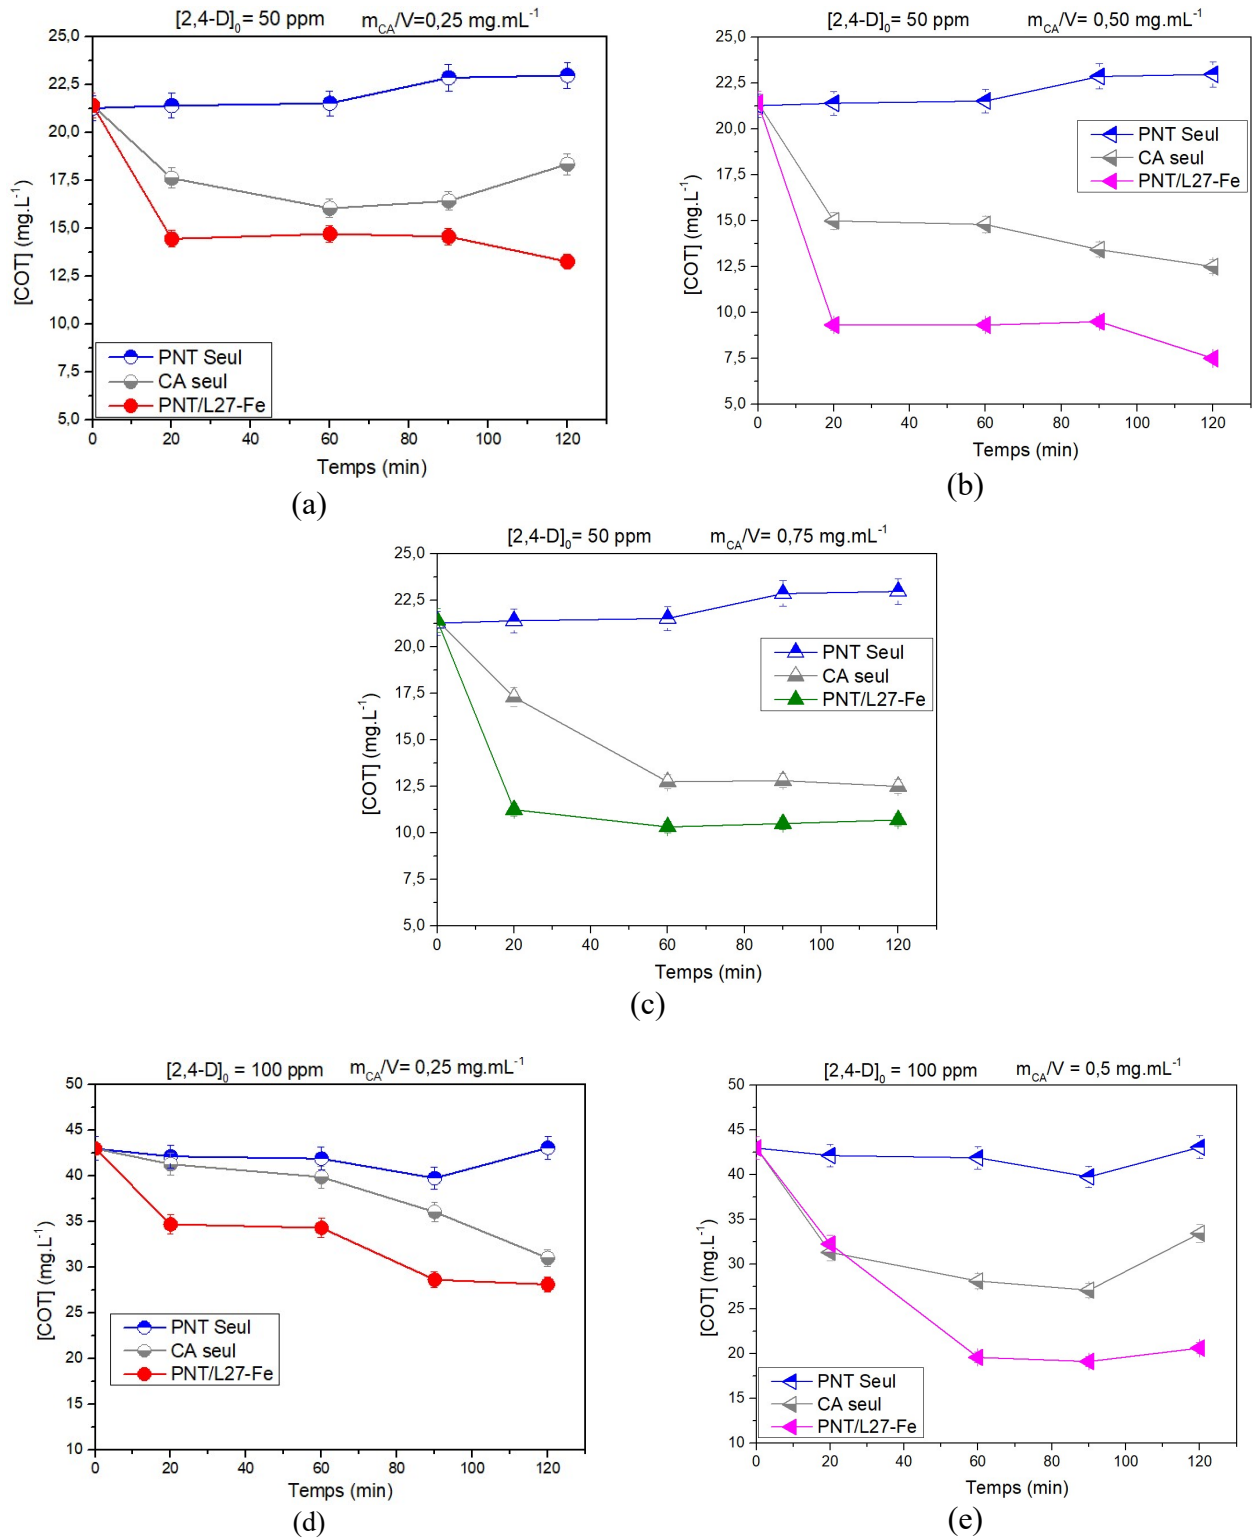 [2,4-D]0= 50 ppm mCA/V=0,25 mg.mL-1
25,0
22,5
20,0
17,5
15,0
12,5
10,0
7,5
5,0
[COT] (mg.L-1)
PNT Seul
CA seul
PNT/L27-Fe
0 20 40 60 80 100 120
Temps (min)
(a)
[2,4-D]0= 50 ppm mCA/V = 0,50 mg.mL-1
25,0
22,5
20,0
17,5
15,0
12,5
10,0
7,5
5,0
[COT] (mg.L-1)
PNT Seul
CA seul
PNT/L27-Fe
0 20 40 60 80 100 120
Temps (min)
(b)
[2,4-D]0= 50 ppm mCA/V= 0,75 mg.mL-1
25,0
22,5
20,0
17,5
15,0
12,5
10,0
7,5
5,0
[COT] (mg.L-1)
PNT Seul
CA seul
PNT/L27-Fe
0 20 40 60 80 100 120
Temps (min)
(c)
[2,4-D]0 = 100 ppm mCA/V= 0,25 mg.mL-1
50
45
40
35
30
25
20
15
10
[COT] (mg.L-1)
PNT Seul
CA seul
PNT/L27-Fe
0 20 40 60 80 100 120
Temps (min)
(d)
[2,4-D]0 = 100 ppm mCA/V = 0,5 mg.mL-1
50
45
40
35
30
25
20
15
10
[COT] (mg.L-1)
PNT Seul
CA seul
PNT/L27-Fe
0 20 40 60 80 100 120
Temps (min)
(e)